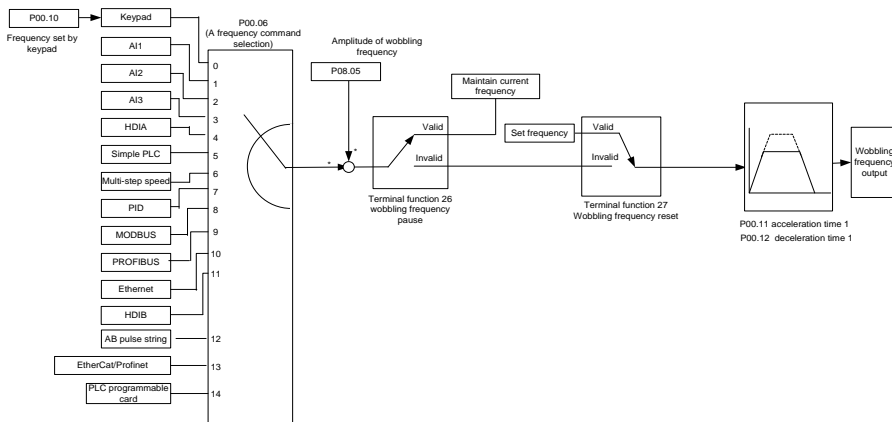 P00.10
Frequency set by
keypad
Keypad
AI1
AI2
AI3
HDIA
Simple PLC
Multi-step speed
PID
MODBUS
PROFIBUS
Ethernet
HDIB
AB pulse string
EtherCat/Profinet
PLC programmable
card
P00.06
(A frequency command
selection)
0
1
2
3
4
5
6
7
8
9
10
11
12
13
14
Amplitude of wobbling
frequency
P08.05
*
*
Maintain current
frequency
Valid
Invalid
Terminal function 26
wobbling frequency
pause
Set frequency
Valid
Invalid
Terminal function 27
Wobbling frequency reset
P00.11 accleration time 1
P00.12 deceleration time 1
Wobbling
frequency
output